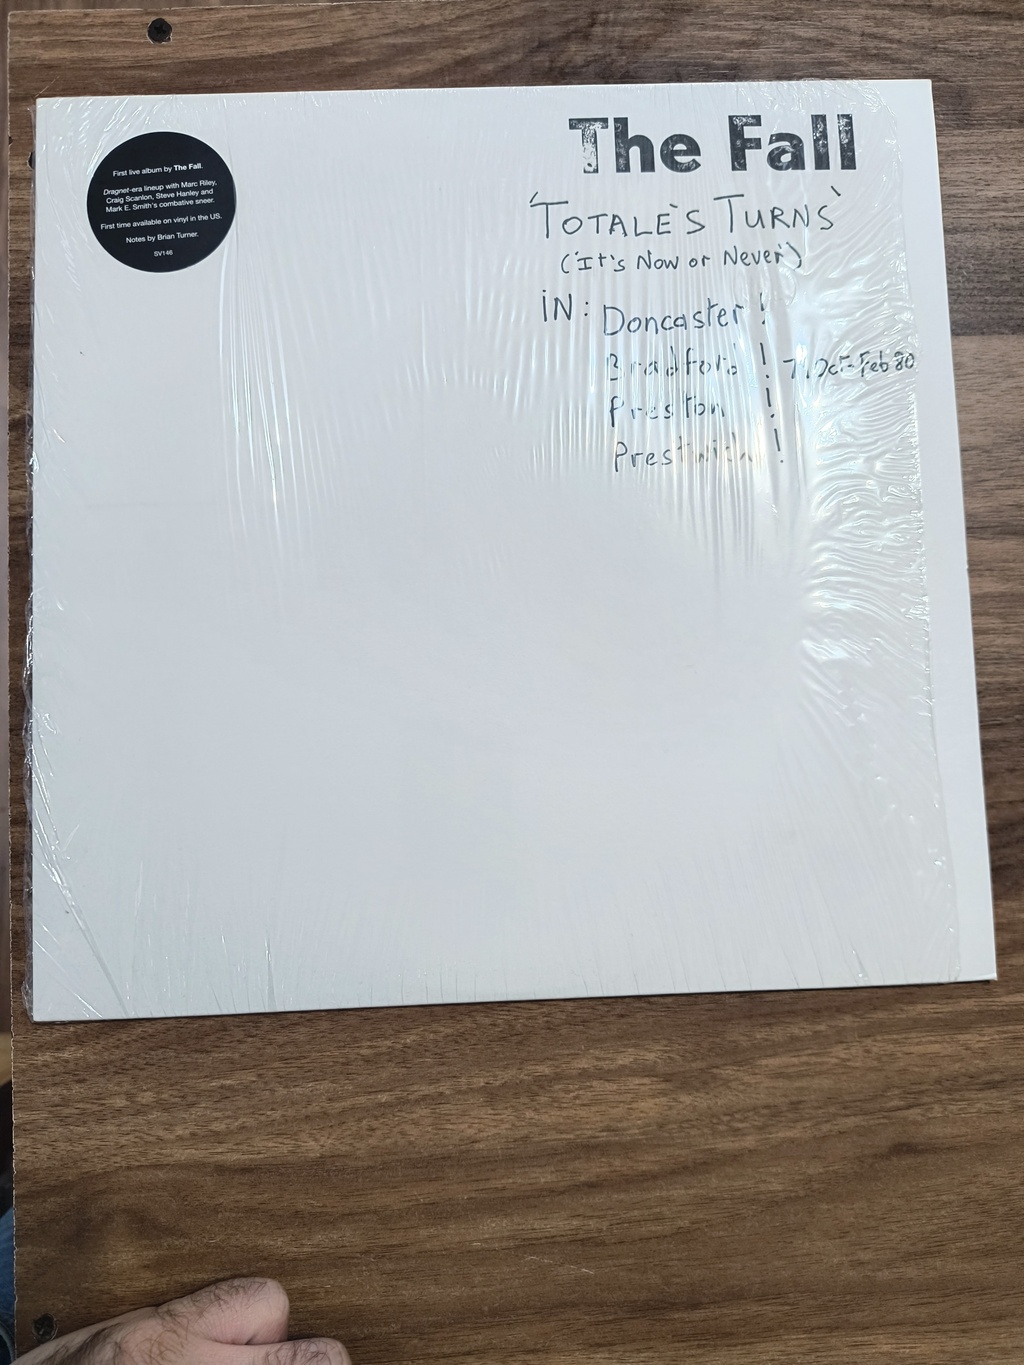 The Fall
'TOTALE'S TURNS'
('It's Now or Never')
iN: Doncaster!
Bradford! 79 Oct-Feb 80
Preston !
Prestwich !
First live album by The Fall.
Dragnet-era lineup with Marc Riley,
Craig Scanlon, Steve Hanley and
Mark E. Smith's combative sneer.
First time available on vinyl in the US.
Notes by Brian Turner.
SV146